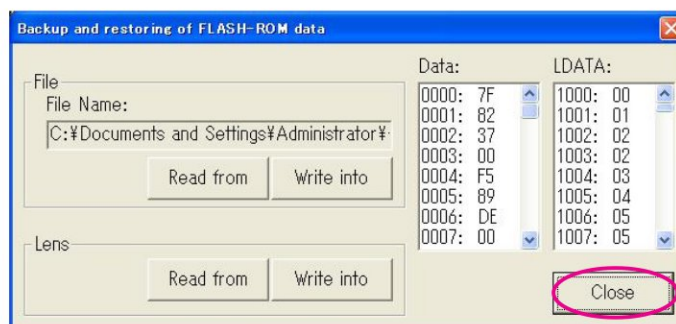 Backup and restoring of FLASH-ROM data
File
File Name:
C:¥Documents and Settings¥Administrator¥
Read from
Write into
Lens
Read from
Write into
Data:
0000: 7F
0001: 82
0002: 37
0003: 00
0004: F5
0005: 89
0006: DE
0007: 00
LDATA:
1000: 00
1001: 01
1002: 02
1003: 02
1004: 03
1005: 04
1006: 05
1007: 05
Close